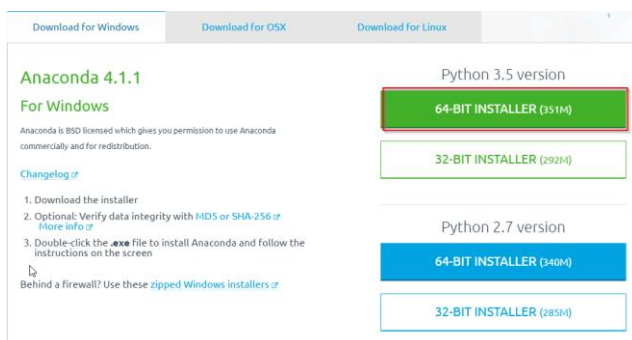 Download for Windows
Download for OSX
Download for Linux
Anaconda 4.1.1
For Windows
Anaconda is BSD licensed which gives you permission to use Anaconda
commercially and for redistribution.
Changelog
1. Download the installer
2. Optional: Verify data integrity with MD5 or SHA-256
More info
3. Double-click the .exe file to install Anaconda and follow the
instructions on the screen
Behind a firewall? Use these zipped Windows installers
Python 3.5 version
64-BIT INSTALLER (351M)
32-BIT INSTALLER (292M)
Python 2.7 version
64-BIT INSTALLER (340M)
32-BIT INSTALLER (285M)